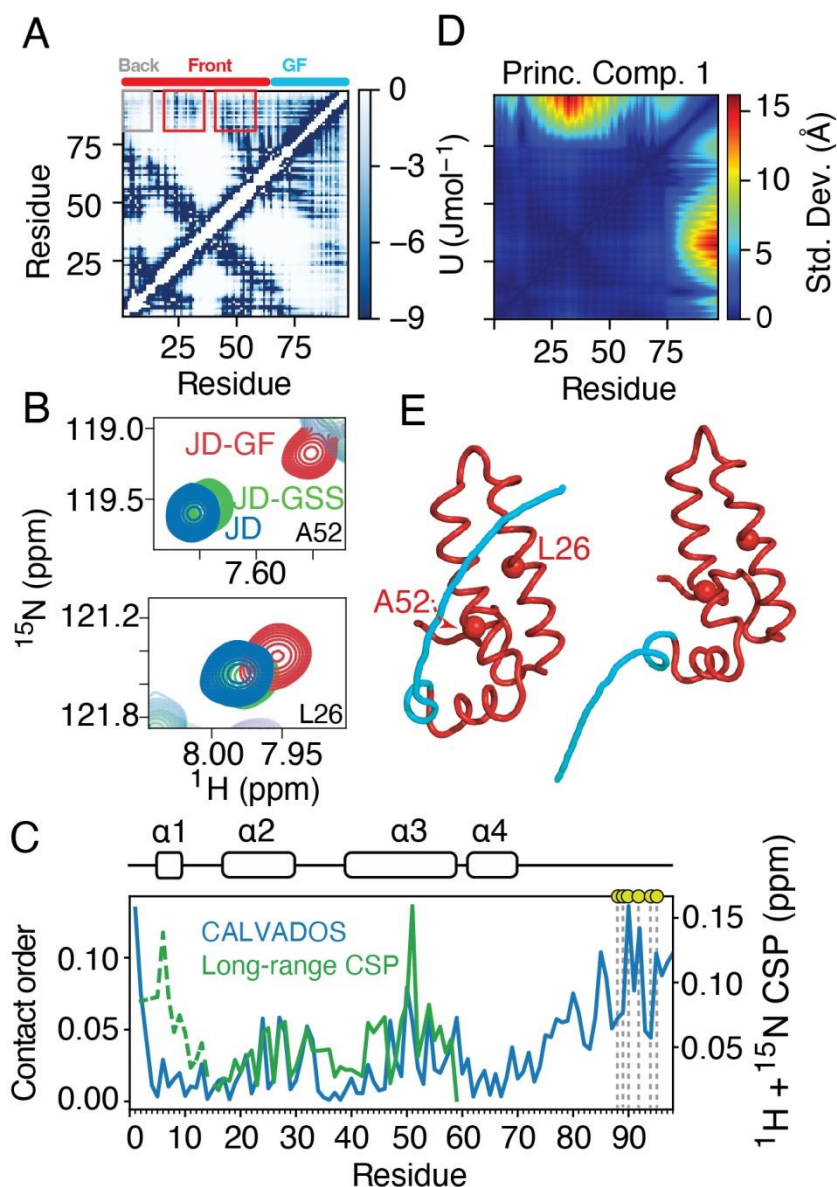 A
Back Front GF
0
−3
−6
−9
75
50
25
Residue
25 50 75
Residue
D
Princ. Comp. 1
U (Jmol⁻¹)
15
10
5
0
Std. Dev. (Å)
25 50 75
Residue
B
119.0
119.5
JD-GF
JD-GSS
JD
A52
7.60
¹⁵N (ppm)
121.2
121.8
L26
8.00 7.95
¹H (ppm)
E
L26
A52
C
α1 α2 α3 α4
CALVADOS
Long-range CSP
Contact order
0.10
0.05
0.00
0.15
0.10
0.05
¹H + ¹⁵N CSP (ppm)
0 10 20 30 40 50 60 70 80 90
Residue